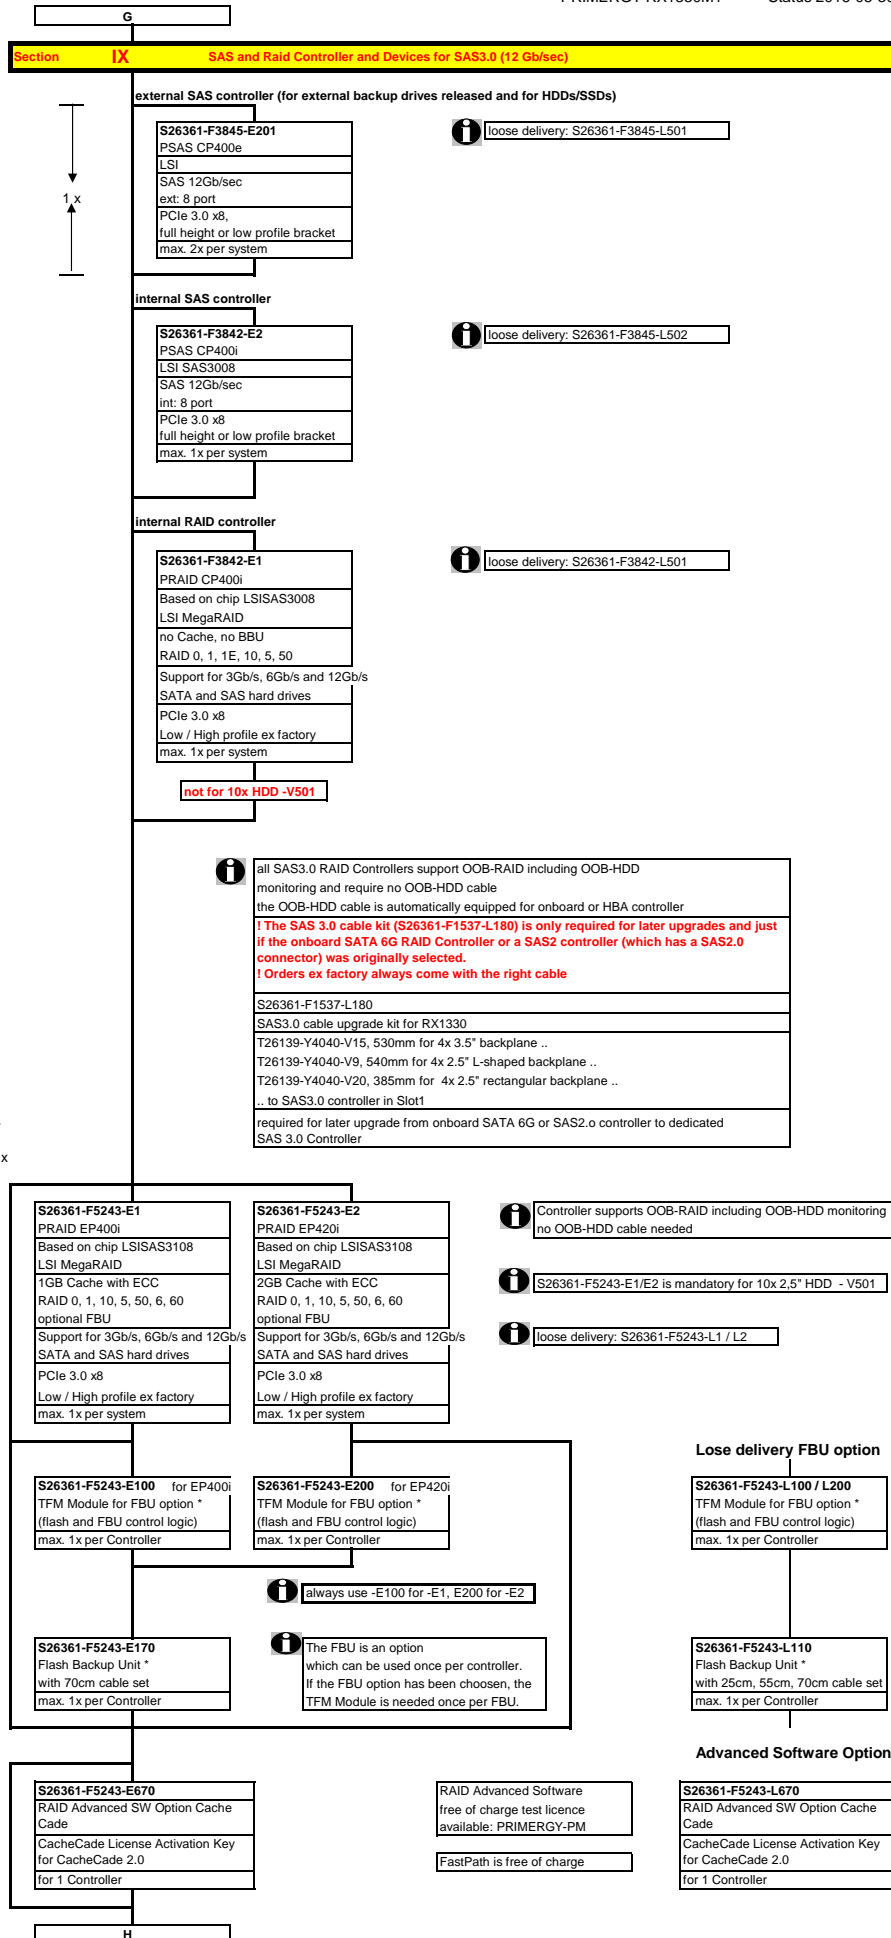 G
Section IX SAS and Raid Controller and Devices for SAS3.0 (12 Gb/sec)
external SAS controller (for external backup drives released and for HDDs/SSDs)
S26361-F3845-E201
PSAS CP400e
LSI
SAS 12Gb/sec
ext: 8 port
PCIe 3.0 x8,
full height or low profile bracket
max. 2x per system
loose delivery: S26361-F3845-L501
1 x
internal SAS controller
S26361-F3842-E2
PSAS CP400i
LSI SAS3008
SAS 12Gb/sec
int: 8 port
PCIe 3.0 x8
full height or low profile bracket
max. 1x per system
loose delivery: S26361-F3845-L502
internal RAID controller
S26361-F3842-E1
PRAID CP400i
Based on chip LSISAS3008
LSI MegaRAID
no Cache, no BBU
RAID 0, 1, 1E, 10, 5, 50
Support for 3Gb/s, 6Gb/s and 12Gb/s
SATA and SAS hard drives
PCIe 3.0 x8
Low / High profile ex factory
max. 1x per system
loose delivery: S26361-F3842-L501
not for 10x HDD -V501
all SAS3.0 RAID Controllers support OOB-RAID including OOB-HDD
monitoring and require no OOB-HDD cable
the OOB-HDD cable is automatically equipped for onboard or HBA controller
! The SAS 3.0 cable kit (S26361-F1537-L180) is only required for later upgrades and just
if the onboard SATA 6G RAID Controller or a SAS2 controller (which has a SAS2.0
connector) was originally selected.
! Orders ex factory always come with the right cable
S26361-F1537-L180
SAS3.0 cable upgrade kit for RX1330
T26139-Y4040-V15, 530mm for 4x 3.5" backplane ..
T26139-Y4040-V9, 540mm for 4x 2.5" L-shaped backplane ..
T26139-Y4040-V20, 385mm for 4x 2.5" rectangular backplane ..
.. to SAS3.0 controller in Slot1
required for later upgrade from onboard SATA 6G or SAS2.o controller to dedicated
SAS 3.0 Controller
x
S26361-F5243-E1
PRAID EP400i
Based on chip LSISAS3108
LSI MegaRAID
1GB Cache with ECC
RAID 0, 1, 10, 5, 50, 6, 60
optional FBU
Support for 3Gb/s, 6Gb/s and 12Gb/s
SATA and SAS hard drives
PCIe 3.0 x8
Low / High profile ex factory
max. 1x per system
S26361-F5243-E2
PRAID EP420i
Based on chip LSISAS3108
LSI MegaRAID
2GB Cache with ECC
RAID 0, 1, 10, 5, 50, 6, 60
optional FBU
Support for 3Gb/s, 6Gb/s and 12Gb/s
SATA and SAS hard drives
PCIe 3.0 x8
Low / High profile ex factory
max. 1x per system
Controller supports OOB-RAID including OOB-HDD monitoring
no OOB-HDD cable needed
S26361-F5243-E1/E2 is mandatory for 10x 2,5" HDD - V501
loose delivery: S26361-F5243-L1 / L2
Lose delivery FBU option
S26361-F5243-E100 for EP400i
TFM Module for FBU option *
(flash and FBU control logic)
max. 1x per Controller
S26361-F5243-E200 for EP420i
TFM Module for FBU option *
(flash and FBU control logic)
max. 1x per Controller
S26361-F5243-L100 / L200
TFM Module for FBU option *
(flash and FBU control logic)
max. 1x per Controller
always use -E100 for -E1, E200 for -E2
S26361-F5243-E170
Flash Backup Unit *
with 70cm cable set
max. 1x per Controller
The FBU is an option
which can be used once per controller.
If the FBU option has been choosen, the
TFM Module is needed once per FBU.
S26361-F5243-L110
Flash Backup Unit *
with 25cm, 55cm, 70cm cable set
max. 1x per Controller
Advanced Software Option
S26361-F5243-E670
RAID Advanced SW Option Cache
Cade
CacheCade License Activation Key
for CacheCade 2.0
for 1 Controller
RAID Advanced Software
free of charge test licence
available: PRIMERGY-PM
FastPath is free of charge
S26361-F5243-L670
RAID Advanced SW Option Cache
Cade
CacheCade License Activation Key
for CacheCade 2.0
for 1 Controller
H